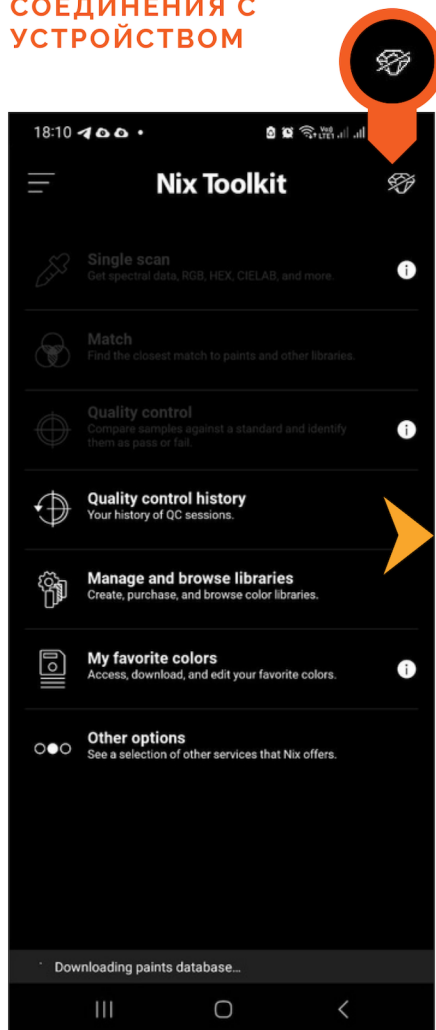 СОЕДИНЕНИЯ С
УСТРОЙСТВОМ
18:10
Nix Toolkit
Single scan
Get spectral data, RGB, HEX, CIELAB, and more.
Match
Find the closest match to paints and other libraries.
Quality control
Compare samples against a standard and identify
them as pass or fail.
Quality control history
Your history of QC sessions.
Manage and browse libraries
Create, purchase, and browse color libraries.
My favorite colors
Access, download, and edit your favorite colors.
Other options
See a selection of other services that Nix offers.
Downloading paints database...